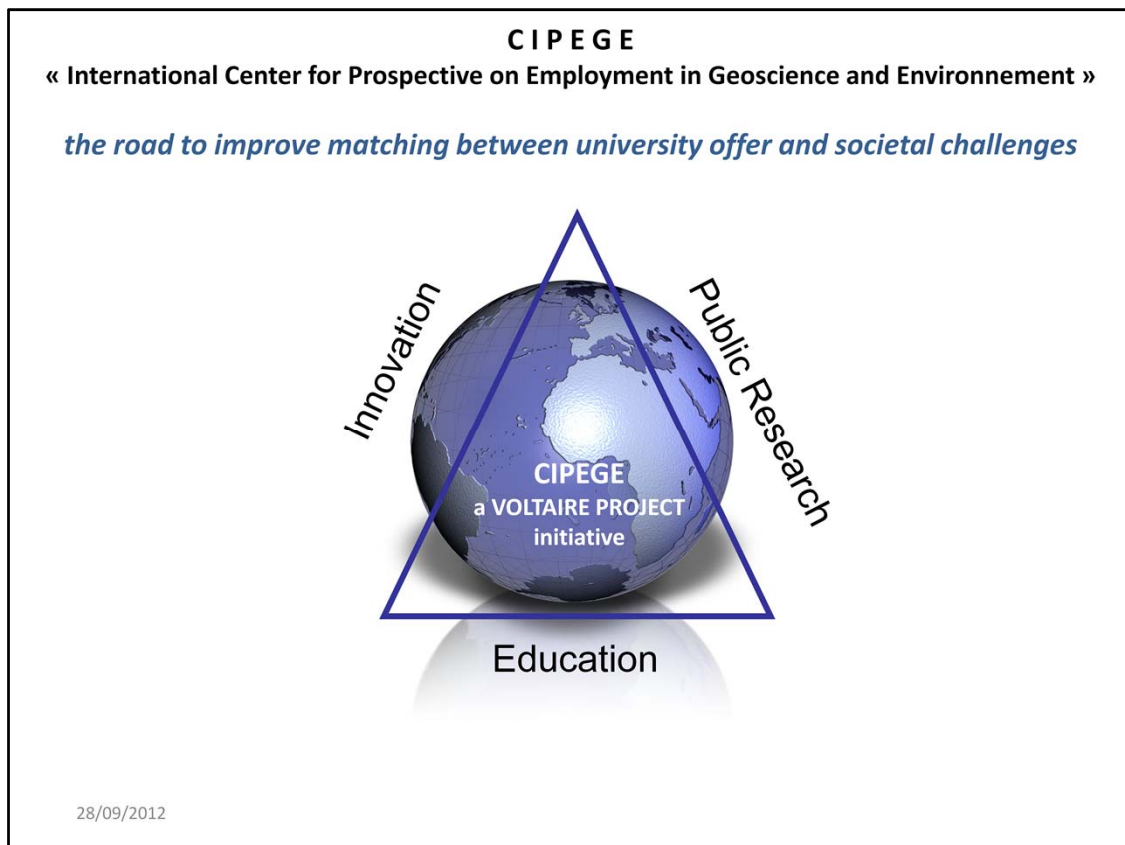 C I P E G E
« International Center for Prospective on Employment in Geoscience and Environnement »
the road to improve matching between university offer and societal challenges
Innovation
Public Research
CIPEGE
a VOLTAIRE PROJECT
initiative
Education
28/09/2012